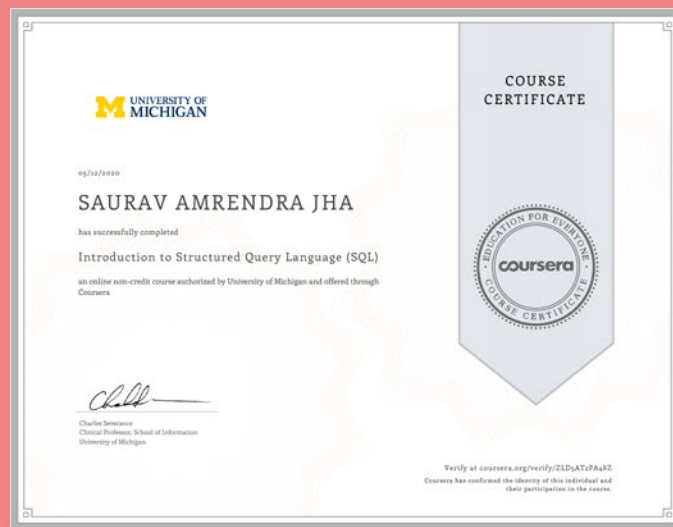 COURSE
CERTIFICATE
UNIVERSITY OF
MICHIGAN
05/12/2020
SAURAV AMRENDRA JHA
has successfully completed
Introduction to Structured Query Language (SQL)
an online non-credit course authorized by University of Michigan and offered through
Coursera
EDUCATION FOR EVERYONE
coursera
COURSE CERTIFICATE
Charles Severance
Clinical Professor, School of Information
University of Michigan
Verify at coursera.org/verify/ZLD5AT2PA48Z
Coursera has confirmed the identity of this individual and
their participation in the course.